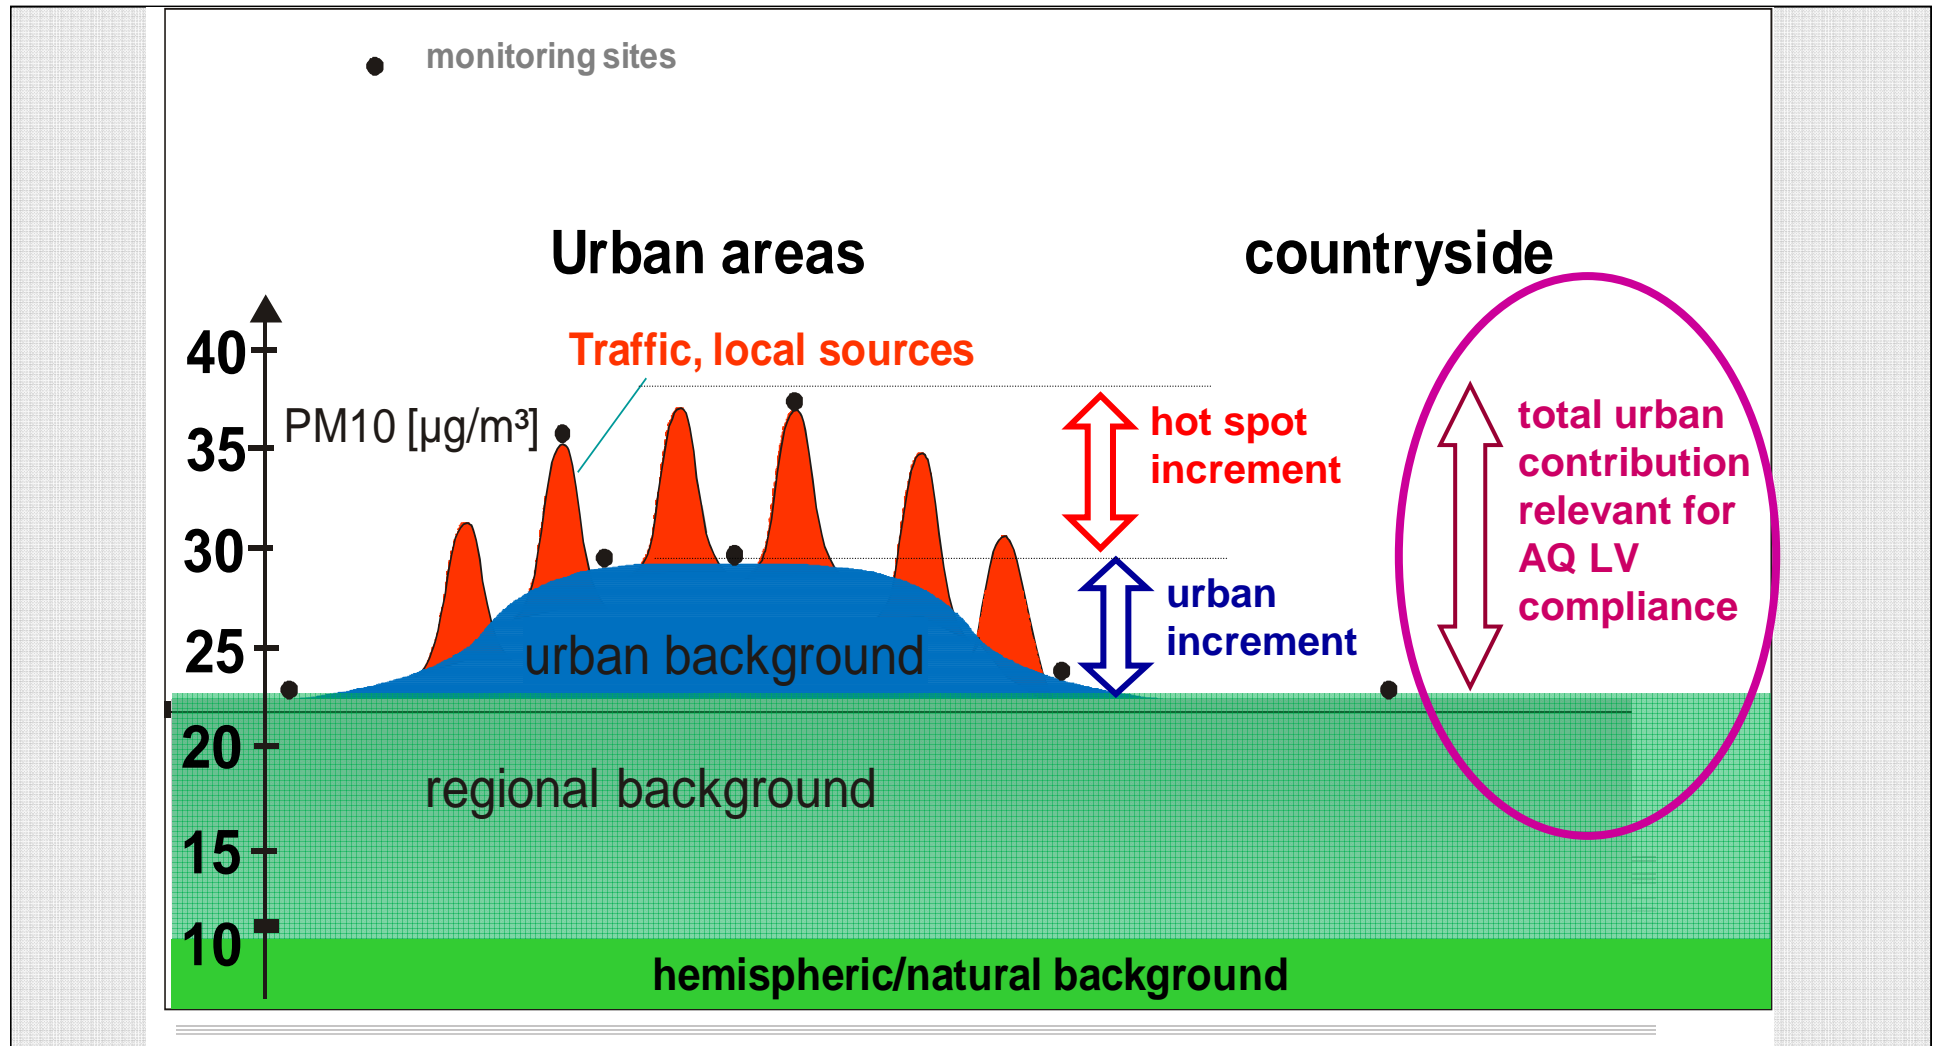 monitoring sites
Urban areas
countryside
40
Traffic, local sources
PM10 [µg/m³]
35
hot spot
increment
total urban
contribution
relevant for
AQ LV
compliance
30
urban
increment
25
urban background
20
regional background
15
10
hemispheric/natural background